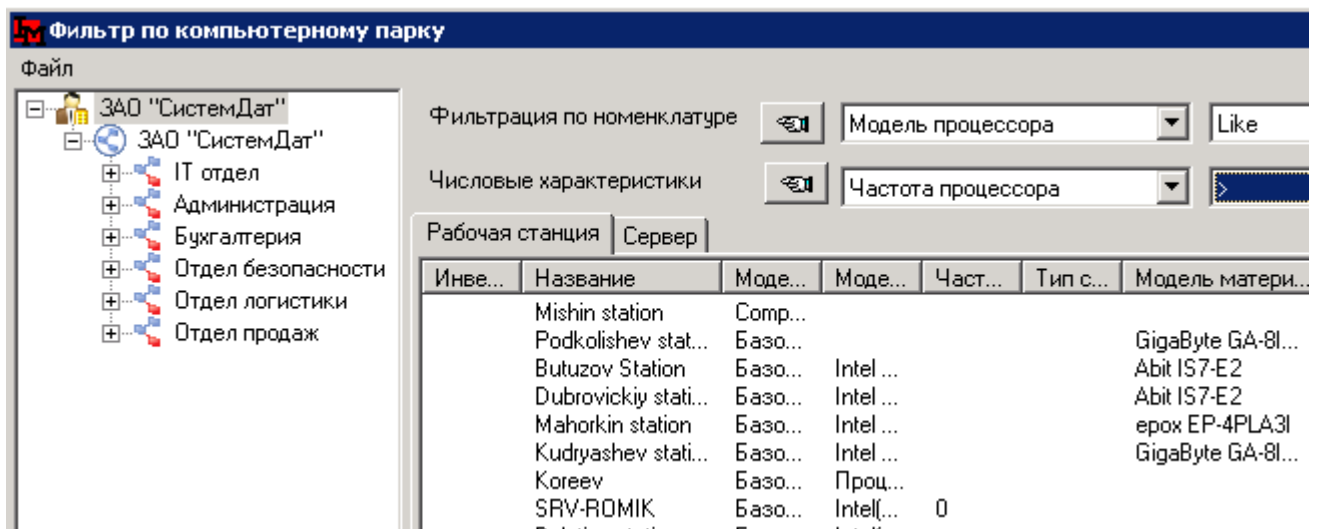 Фильтр по компьютерному парку
Файл
ЗАО "СистемДат"
ЗАО "СистемДат"
IT отдел
Администрация
Бухгалтерия
Отдел безопасности
Отдел логистики
Отдел продаж
Фильтрация по номенклатуре Модель процессора Like
Числовые характеристики Частота процессора >
Рабочая станция Сервер
Инве... Название Моде... Моде... Част... Тип с... Модель матери...
Mishin station Comp...
Podkolishev stat... Базо... GigaByte GA-8I...
Butuzov Station Базо... Intel ... Abit IS7-E2
Dubrovickiy stati... Базо... Intel ... Abit IS7-E2
Mahorkin station Базо... Intel ... epox EP-4PLA3I
Kudryashev stati... Базо... Intel ... GigaByte GA-8I...
Koreev Базо... Проц...
SRV-ROMIK Базо... Intel(... 0